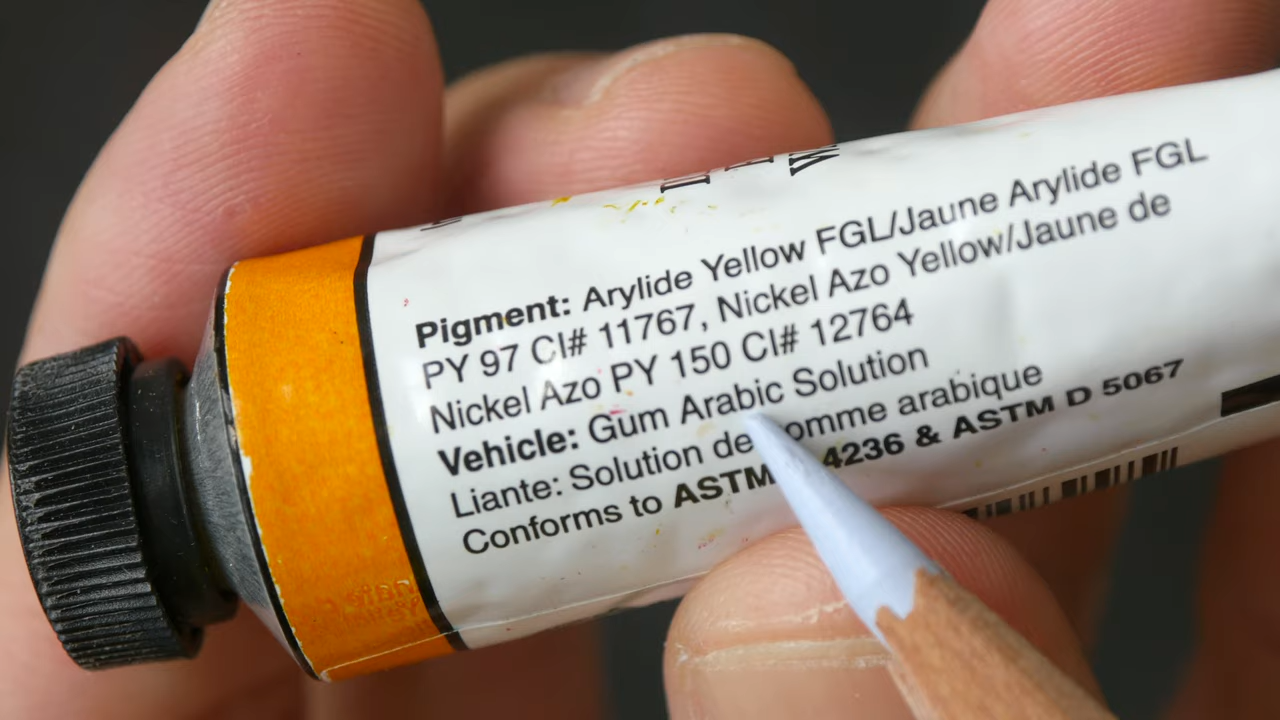 Pigment: Arylide Yellow FGL/Jaune Arylide FGL
PY 97 CI# 11767, Nickel Azo Yellow/Jaune de
Nickel Azo PY 150 CI# 12764
Vehicle: Gum Arabic Solution
Liante: Solution de omme arabique
Conforms to ASTM 4236 & ASTM D 5067